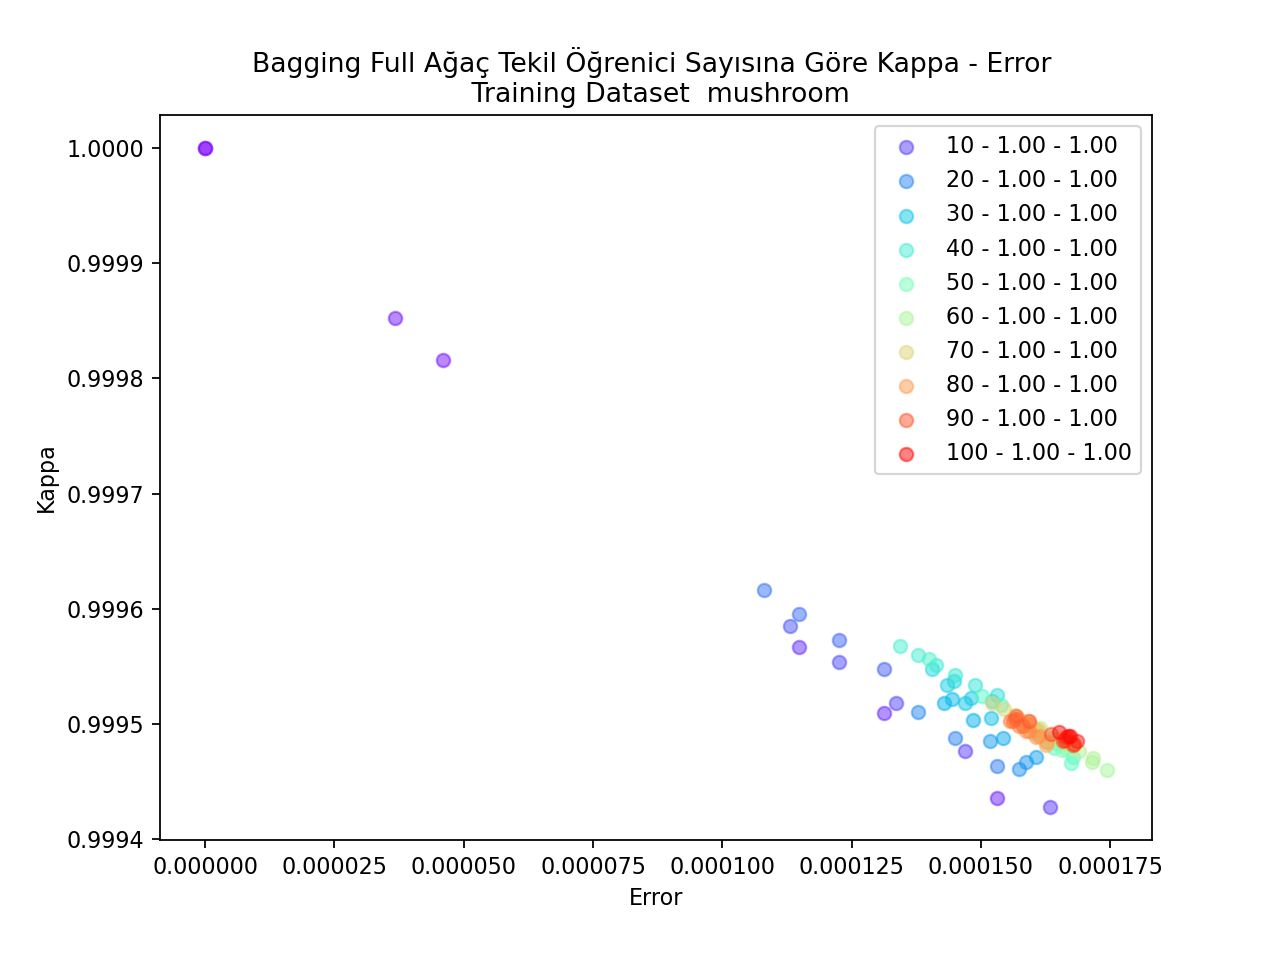 Bagging Full Ağaç Tekil Öğrenici Sayısına Göre Kappa - Error
Training Dataset  mushroom
Kappa
1.0000
0.9999
0.9998
0.9997
0.9996
0.9995
0.9994
10 - 1.00 - 1.00
20 - 1.00 - 1.00
30 - 1.00 - 1.00
40 - 1.00 - 1.00
50 - 1.00 - 1.00
60 - 1.00 - 1.00
70 - 1.00 - 1.00
80 - 1.00 - 1.00
90 - 1.00 - 1.00
100 - 1.00 - 1.00
0.000000 0.000025 0.000050 0.000075 0.000100 0.000125 0.000150 0.000175
Error